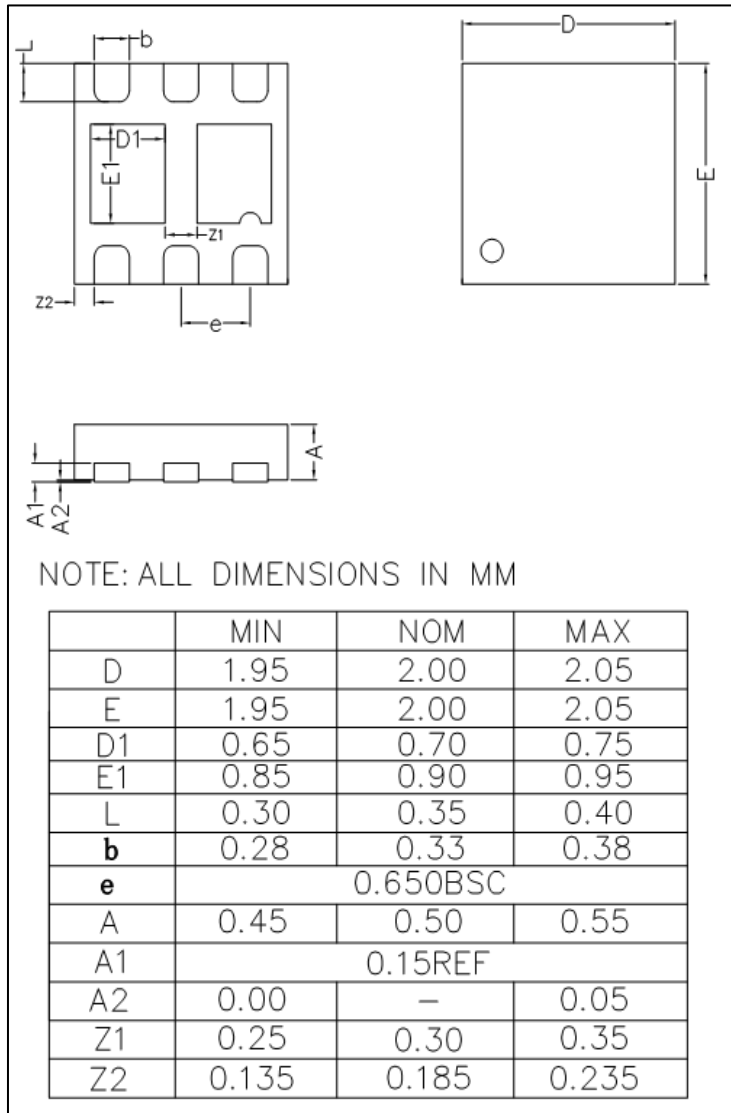 L
b
D
D1
E1
E
Z1
Z2
e
A
A1
A2
NOTE: ALL DIMENSIONS IN MM
MIN NOM MAX
D 1.95 2.00 2.05
E 1.95 2.00 2.05
D1 0.65 0.70 0.75
E1 0.85 0.90 0.95
L 0.30 0.35 0.40
b 0.28 0.33 0.38
e 0.650BSC
A 0.45 0.50 0.55
A1 0.15REF
A2 0.00 – 0.05
Z1 0.25 0.30 0.35
Z2 0.135 0.185 0.235